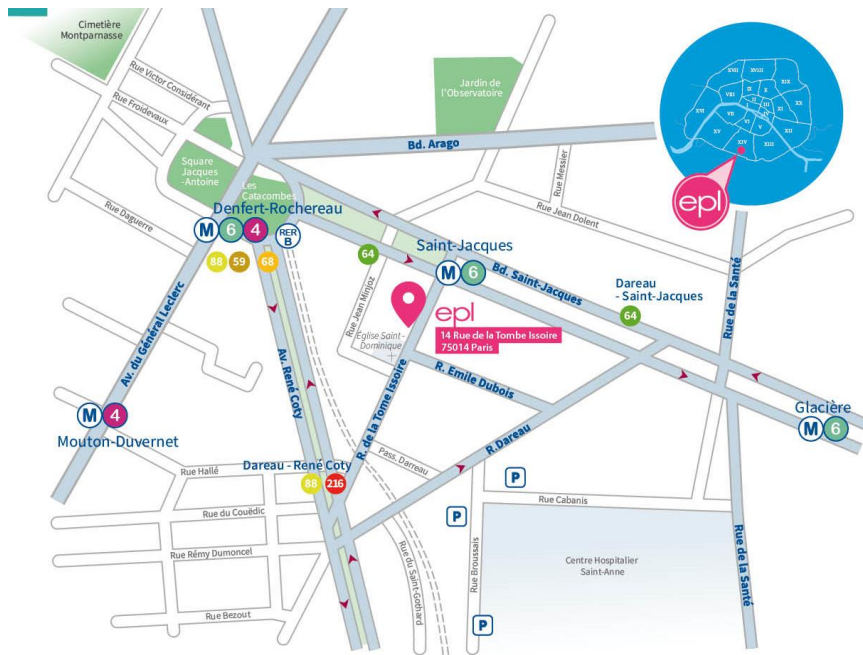 Cimetière
Montparnasse
Rue Victor Considérant
Rue Froidevaux
Square
Jacques
-Antoine
Les
Catacombes
Rue Daguerre
Denfert-Rochereau
M 6 4
RER
B
88 59 68
Jardin de
l'Observatoire
Bd. Arago
Rue Messier
Rue Jean Dolent
XVII XVIII XIX
VIII IX X
XVI II III XX
I IV XI
VII VI V XII
XV XIV XIII
epl
64
Saint-Jacques
M 6
Bd. Saint-Jacques
Dareau
- Saint-Jacques
64
Rue de la Santé
Rue Jean Minjoz
epl
14 Rue de la Tombe Issoire
75014 Paris
Eglise Saint-
Dominique
Av. du Général Leclerc
Av. René Coty
R. de la Tome Issoire
R. Emile Dubois
R. Dareau
Glacière
M 6
M 4
Mouton-Duvernet
Rue Hallé
Dareau - René Coty
88 216
Pass. Darreau
P
P
Rue Cabanis
Rue du Couëdic
Rue Rémy Dumoncel
Rue du Saint-Gothard
Rue Broussais
Centre Hospitalier
Saint-Anne
Rue de la Santé
Rue Bezout
P